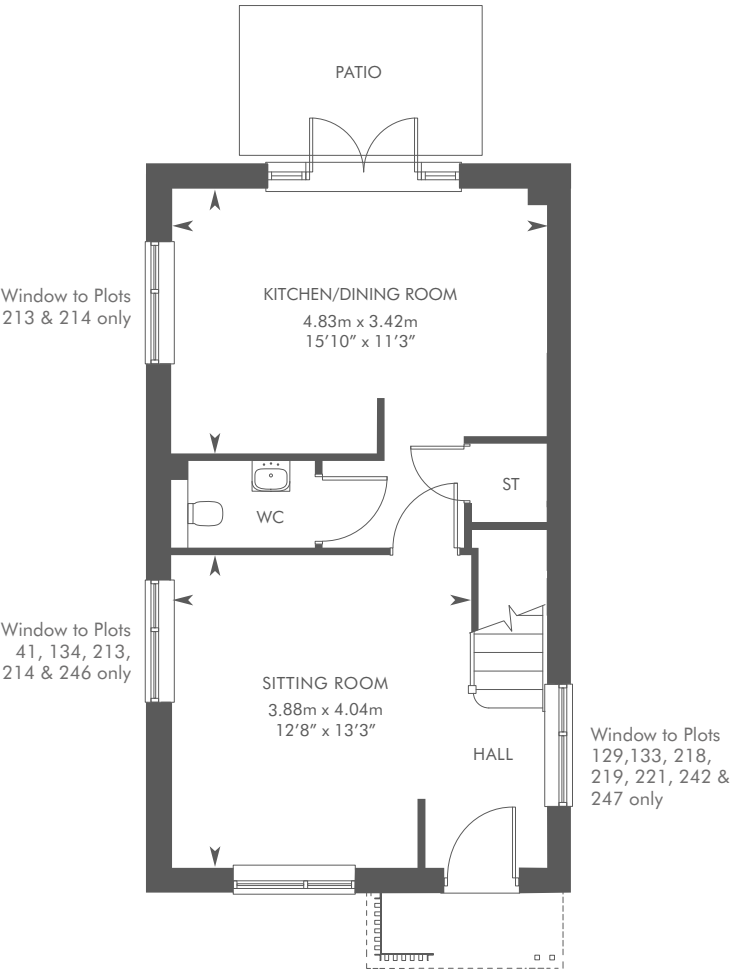 PATIO
Window to Plots
213 & 214 only
KITCHEN/DINING ROOM
4.83m x 3.42m
15’10” x 11’3”
ST
WC
Window to Plots
41, 134, 213,
214 & 246 only
SITTING ROOM
3.88m x 4.04m
12’8” x 13’3”
HALL
Window to Plots
129,133, 218,
219, 221, 242 &
247 only